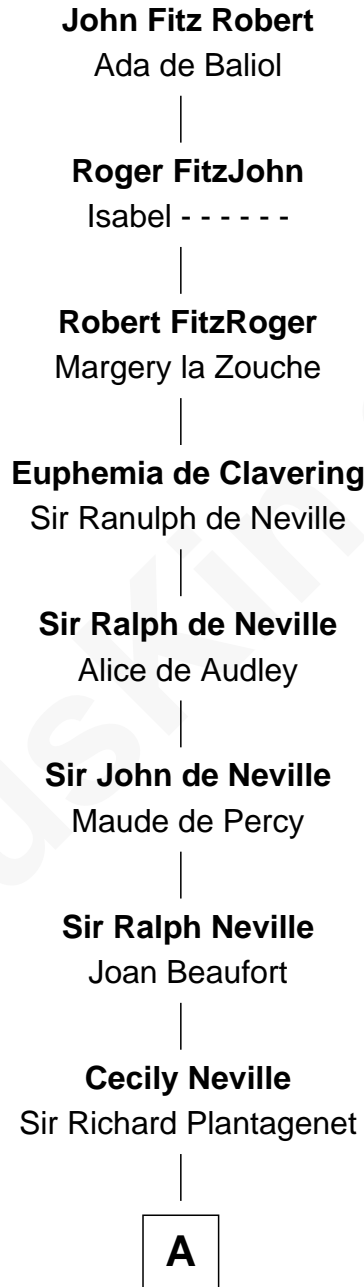 John Fitz Robert
Ada de Baliol
Roger FitzJohn
Isabel - - - - - -
Robert FitzRoger
Margery la Zouche
Euphemia de Clavering
Sir Ranulph de Neville
Sir Ralph de Neville
Alice de Audley
Sir John de Neville
Maude de Percy
Sir Ralph Neville
Joan Beaufort
Cecily Neville
Sir Richard Plantagenet
A